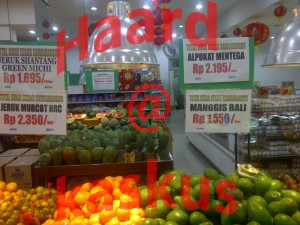 Haard
@
kaskus
JERUK SHANTANG
GREEN MICHI
Rp 1.695/
JERUK MURCOT RRC
Rp 2.350/
ALPUKAT MENTEGA
Rp 2.195/
MANGGIS BALI
Rp 1.550/